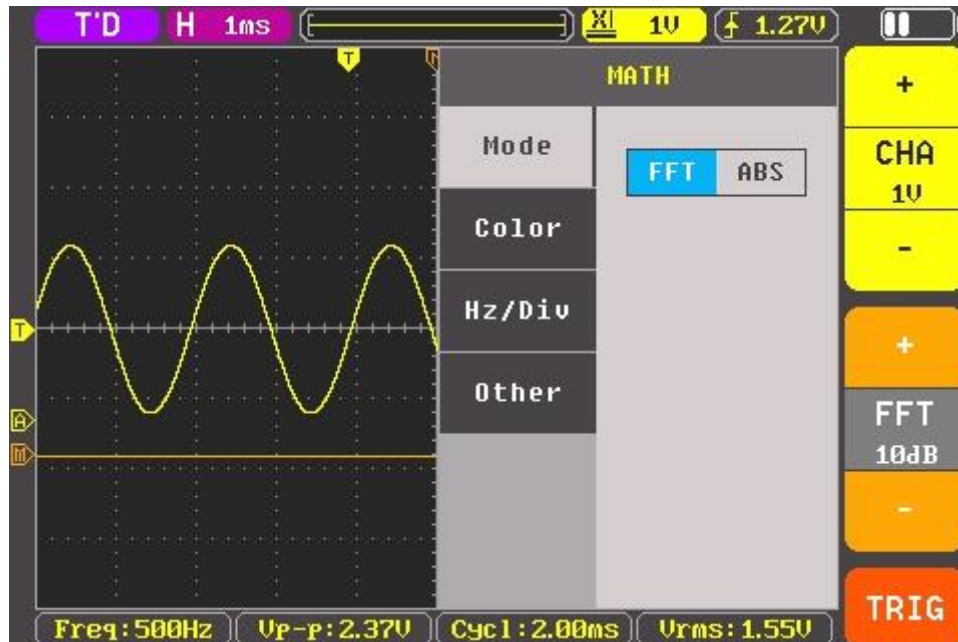 T'D H 1mS X1 1V 1.27V
T
MATH
Mode
FFT ABS
Color
Hz/Div
Other
T
A
M
+
CHA
1V
-
+
FFT
10dB
-
TRIG
Freq:500Hz Vp-p:2.37V Cycl:2.00ms Vrms:1.55V